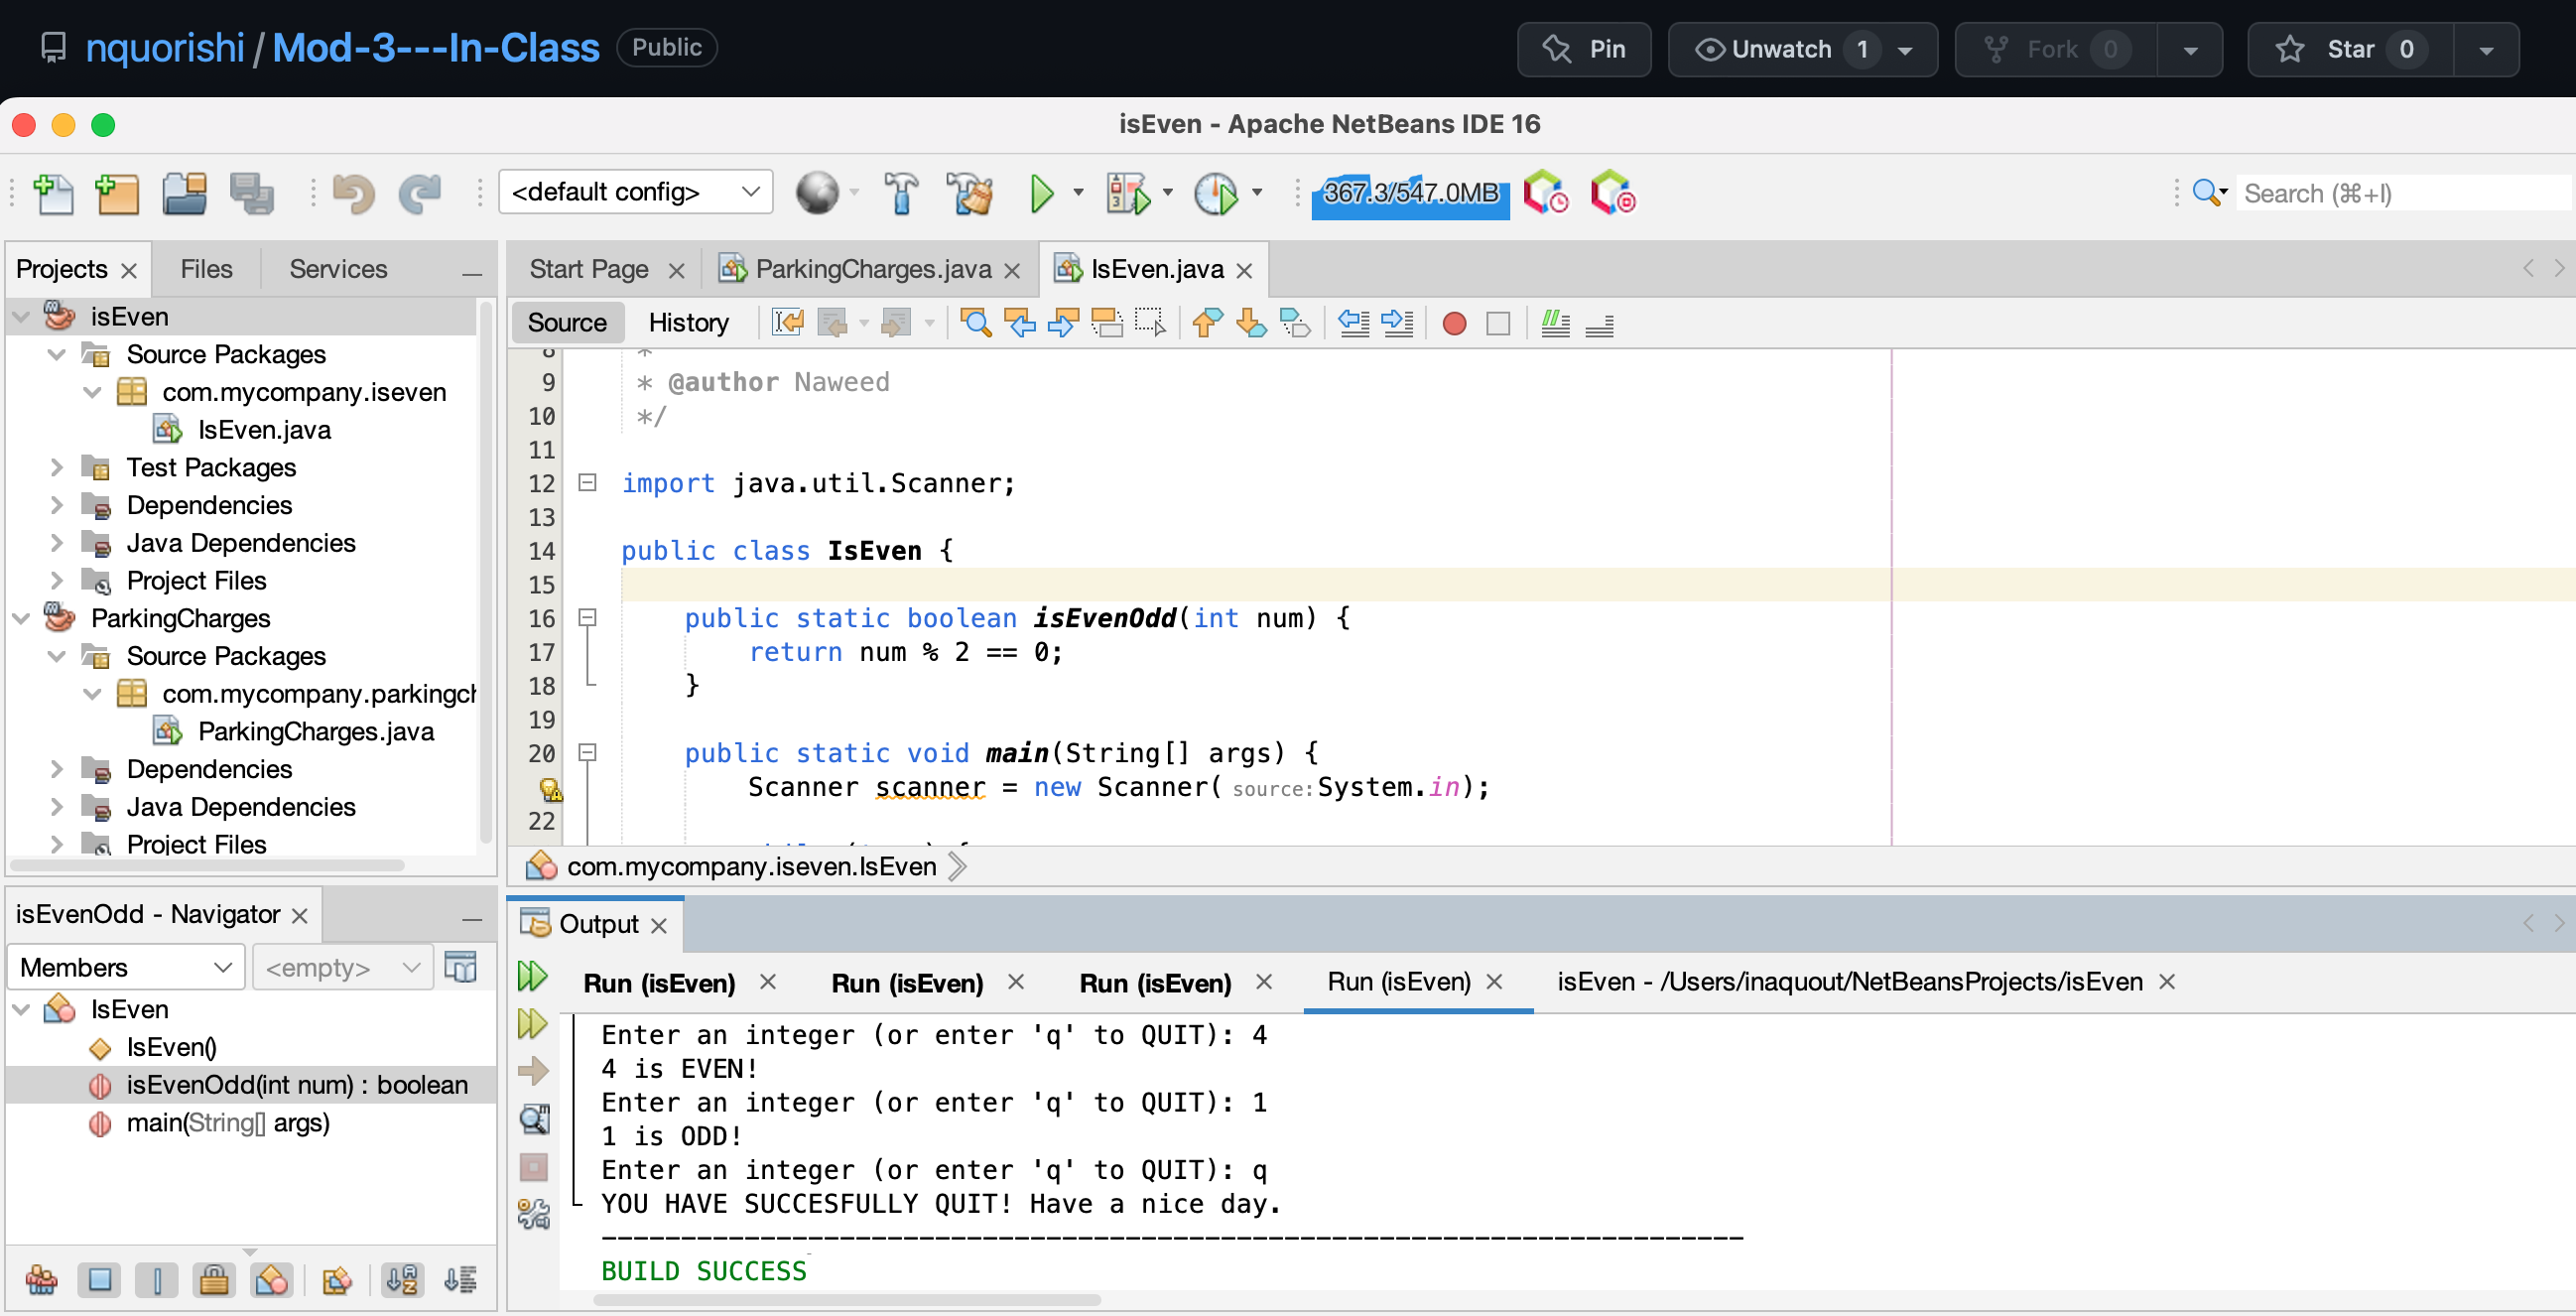 nquorishi / Mod-3---In-Class Public Pin Unwatch 1 Fork 0 Star 0
isEven - Apache NetBeans IDE 16
<default config> 367.3/547.0MB Search (⌘+I)
Projects Files Services
isEven
Source Packages
com.mycompany.iseven
IsEven.java
Test Packages
Dependencies
Java Dependencies
Project Files
ParkingCharges
Source Packages
com.mycompany.parkingch
ParkingCharges.java
Dependencies
Java Dependencies
Project Files
Start Page ParkingCharges.java IsEven.java
Source History
8 *
9 * @author Naweed
10 */
11
12 import java.util.Scanner;
13
14 public class IsEven {
15
16 public static boolean isEvenOdd(int num) {
17 return num % 2 == 0;
18 }
19
20 public static void main(String[] args) {
Scanner scanner = new Scanner( source: System.in);
22
com.mycompany.iseven.IsEven
isEvenOdd - Navigator
Members <empty>
IsEven
IsEven()
isEvenOdd(int num) : boolean
main(String[] args)
Output
Run (isEven) Run (isEven) Run (isEven) Run (isEven) isEven - /Users/inaquout/NetBeansProjects/isEven
Enter an integer (or enter 'q' to QUIT): 4
4 is EVEN!
Enter an integer (or enter 'q' to QUIT): 1
1 is ODD!
Enter an integer (or enter 'q' to QUIT): q
YOU HAVE SUCCESFULLY QUIT! Have a nice day.
------------------------------------------------------------------------
BUILD SUCCESS